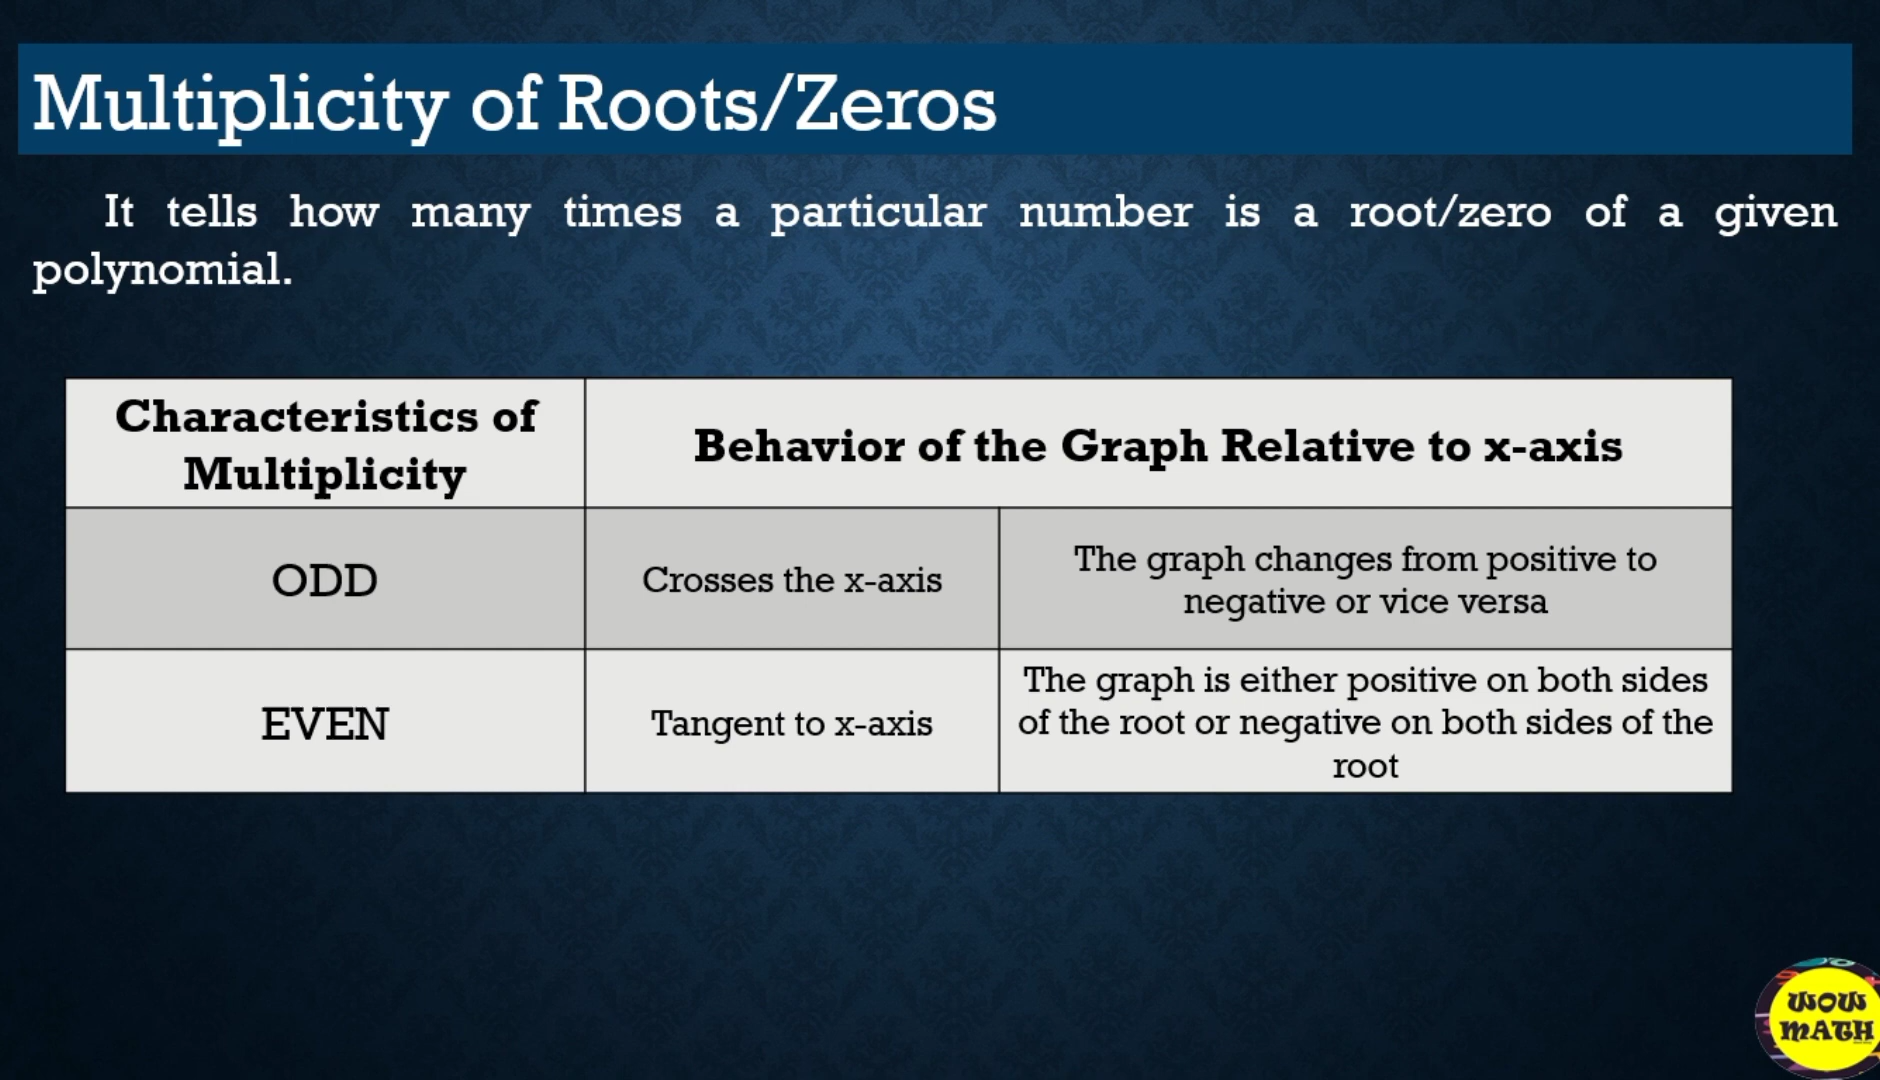 Multiplicity of Roots/Zeros
It tells how many times a particular number is a root/zero of a given
polynomial.
Characteristics of
Multiplicity
Behavior of the Graph Relative to x-axis
ODD
Crosses the x-axis
The graph changes from positive to
negative or vice versa
EVEN
Tangent to x-axis
The graph is either positive on both sides
of the root or negative on both sides of the
root
WOW
MATH